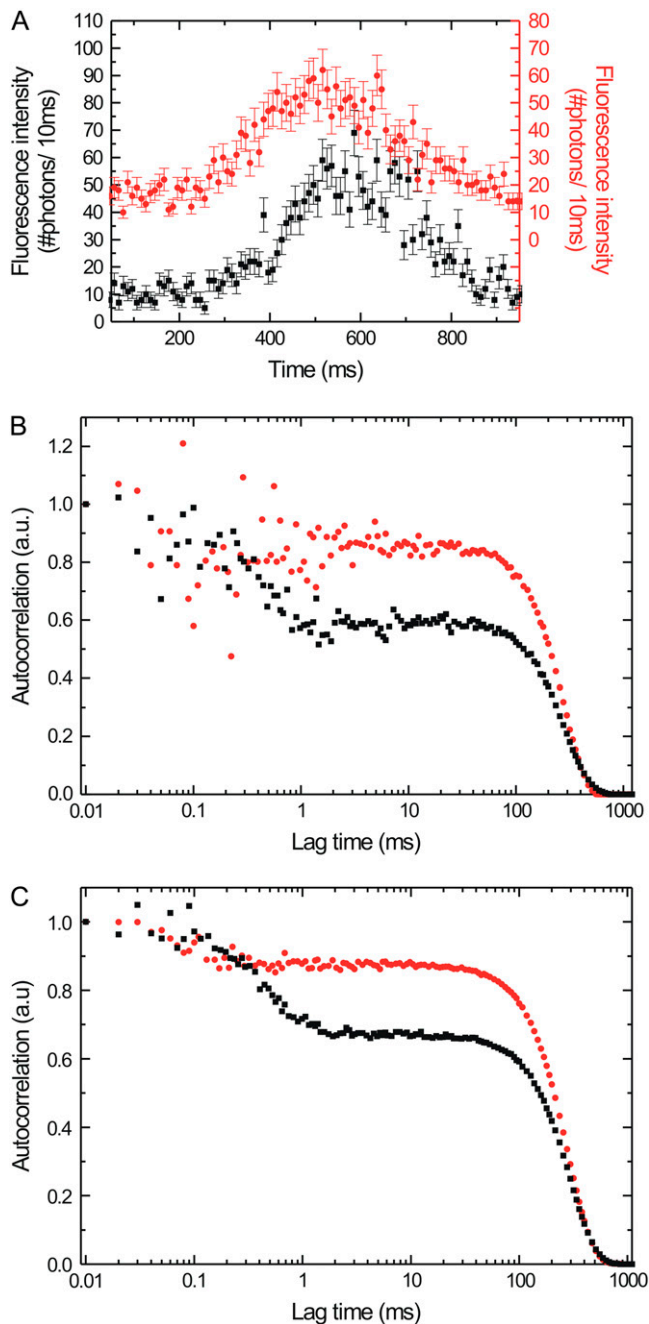 A
Fluorescence intensity
(#photons/ 10ms)
110
100
90
80
70
60
50
40
30
20
10
0
80
70
60
50
40
30
20
10
0
Fluorescence intensity
(#photons/ 10ms)
200 400 600 800
Time (ms)
B
Autocorrelation (a.u.)
1.2
1.0
0.8
0.6
0.4
0.2
0.0
0.01 0.1 1 10 100 1000
Lag time (ms)
C
Autocorrelation (a.u)
1.0
0.8
0.6
0.4
0.2
0.0
0.01 0.1 1 10 100 1000
Lag time (ms)